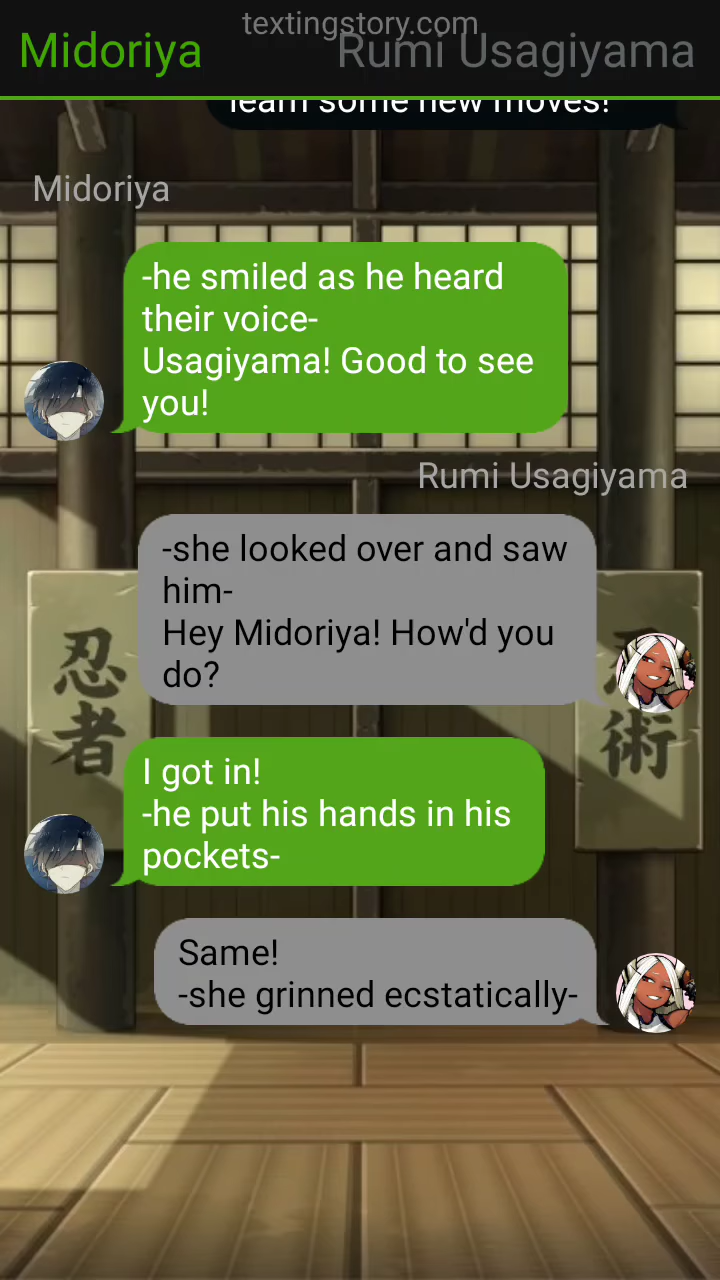 textingstory.com
Midoriya
Rumi Usagiyama
learn some new moves!
Midoriya
-he smiled as he heard
their voice-
Usagiyama! Good to see
you!
Rumi Usagiyama
-she looked over and saw
him-
Hey Midoriya! How'd you
do?
忍者
術
I got in!
-he put his hands in his
pockets-
Same!
-she grinned ecstatically-